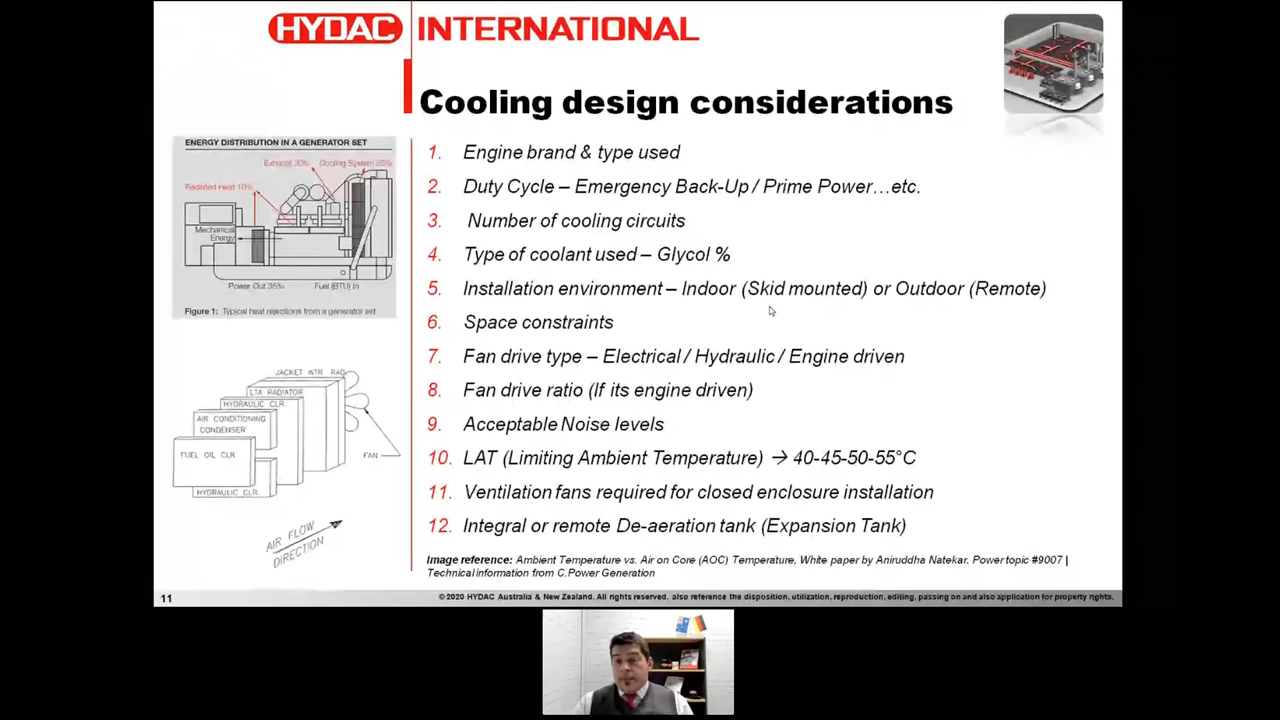 HYDAC INTERNATIONAL
Cooling design considerations
ENERGY DISTRIBUTION IN A GENERATOR SET
Exhaust 30% Cooling System 25%
Radiated Heat 10%
Mechanical
Energy
Power Out 35% Fuel (BTU) In
Figure 1: Typical heat rejections from a generator set
JACKET WTR RAD
LTA RADIATOR
HYDRAULIC CLR.
AIR CONDITIONING
CONDENSER
FUEL OIL CLR
FAN
HYDRAULIC CLR.
AIR FLOW
DIRECTION
1. Engine brand & type used
2. Duty Cycle – Emergency Back-Up / Prime Power…etc.
3. Number of cooling circuits
4. Type of coolant used – Glycol %
5. Installation environment – Indoor (Skid mounted) or Outdoor (Remote)
6. Space constraints
7. Fan drive type – Electrical / Hydraulic / Engine driven
8. Fan drive ratio (If its engine driven)
9. Acceptable Noise levels
10. LAT (Limiting Ambient Temperature) → 40-45-50-55°C
11. Ventilation fans required for closed enclosure installation
12. Integral or remote De-aeration tank (Expansion Tank)
Image reference: Ambient Temperature vs. Air on Core (AOC) Temperature, White paper by Aniruddha Natekar. Power topic #9007 |
Technical information from C.Power Generation
11
©2020 HYDAC Australia & New Zealand. All rights reserved, also reference the disposition, utilization, reproduction, editing, passing on and also application for property rights.